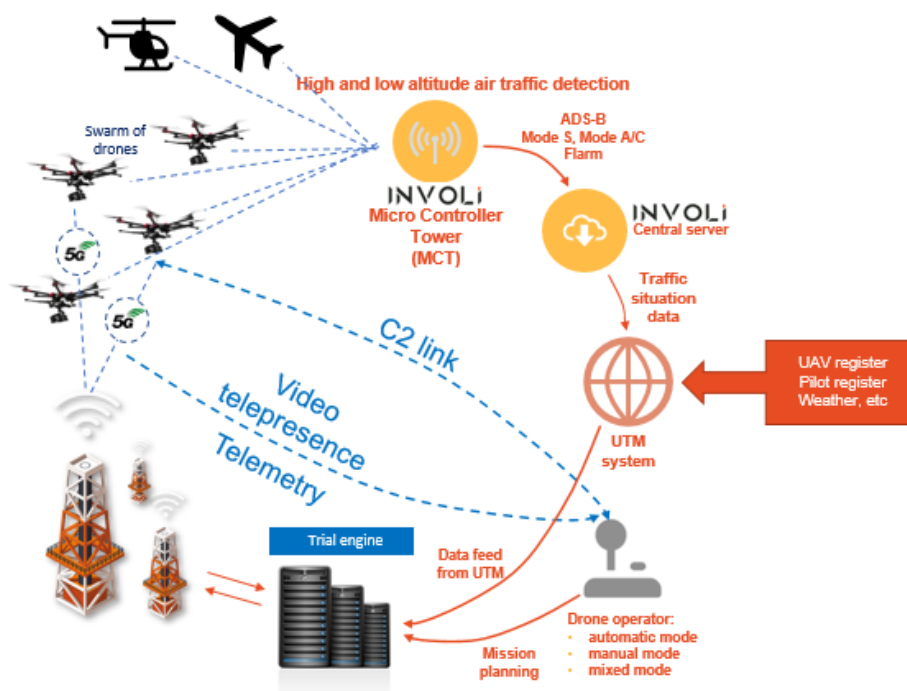 High and low altitude air traffic detection
Swarm of
drones
ADS-B
Mode S, Mode A/C
Flarm
INVOLi
Micro Controller
Tower
(MCT)
INVOLi
Central server
5G
5G
Traffic
situation
data
C2 link
UAV register
Pilot register
Weather, etc
Video
telepresence
Telemetry
UTM
system
Trial engine
Data feed
from UTM
Mission
planning
Drone operator:
• automatic mode
• manual mode
• mixed mode